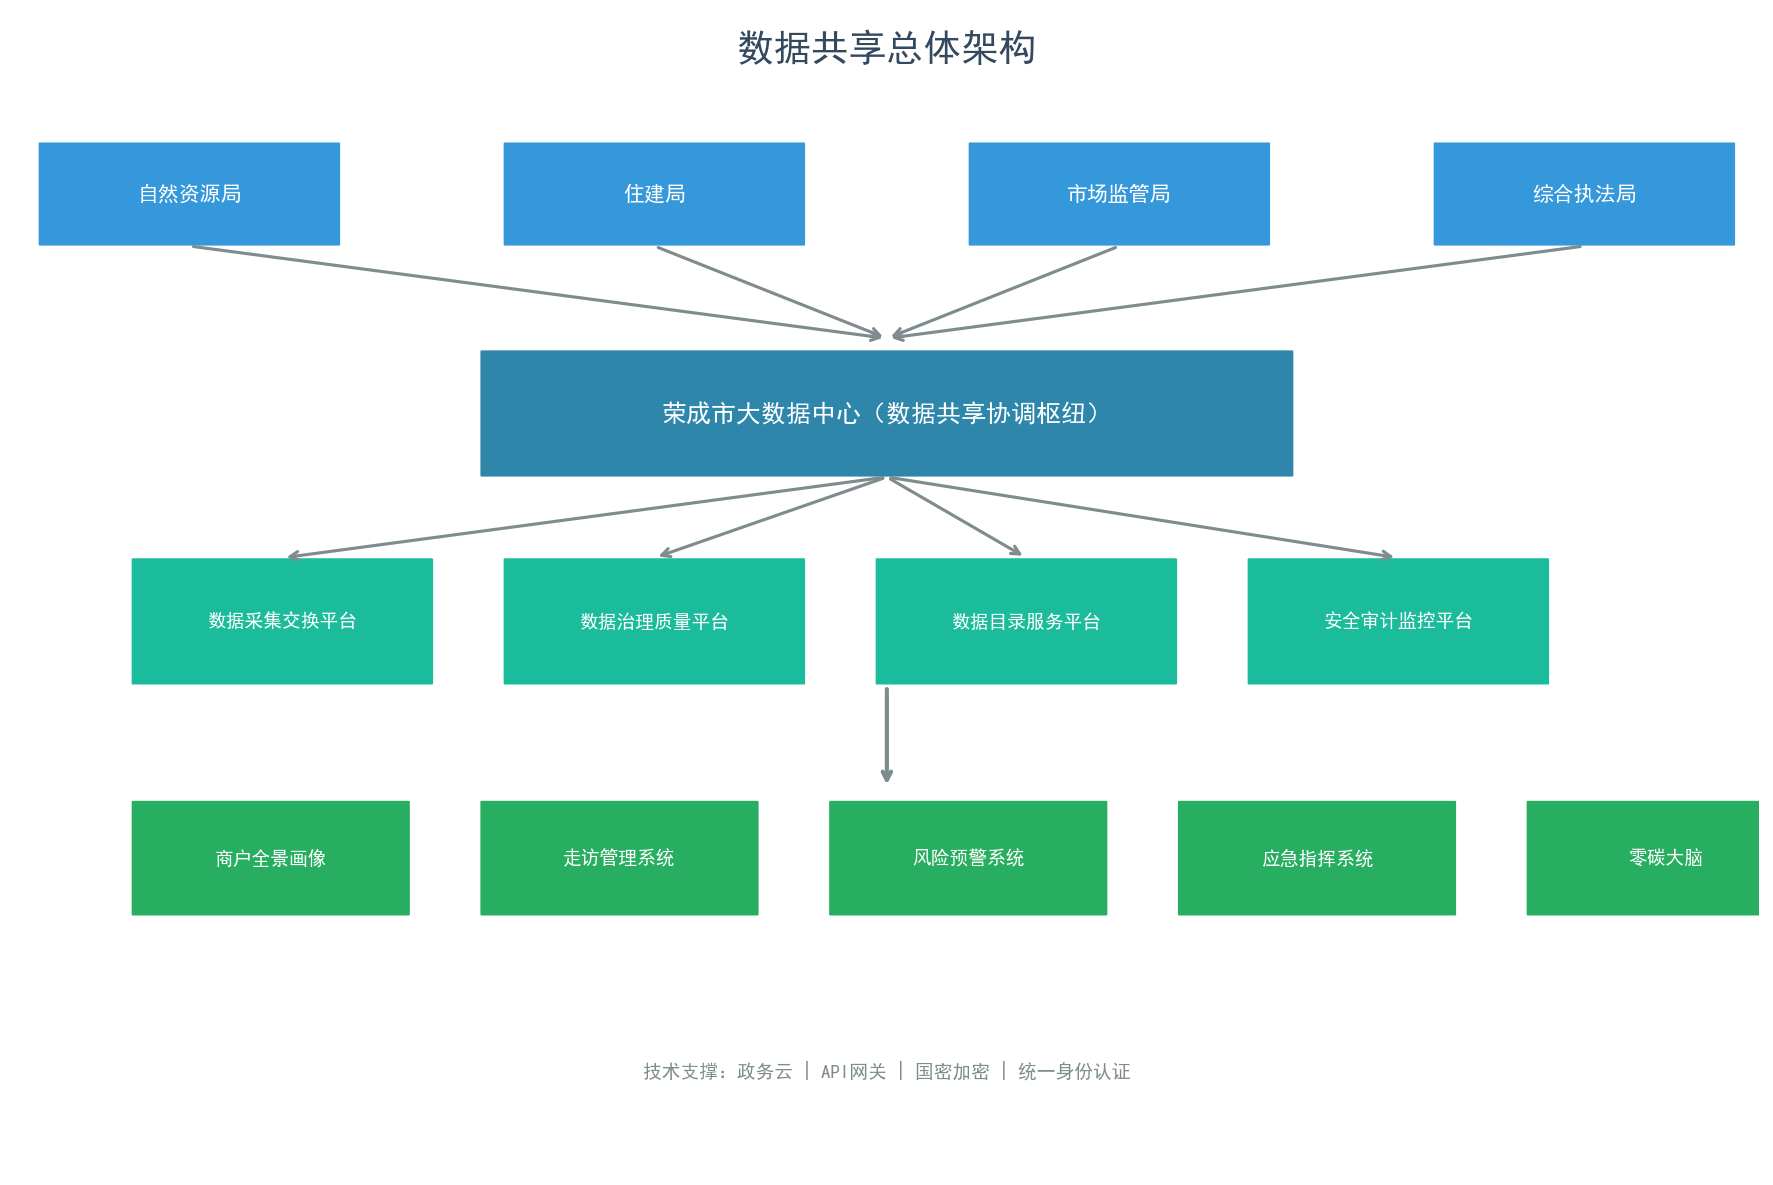 数据共享总体架构
自然资源局
住建局
市场监管局
综合执法局
荣成市大数据中心（数据共享协调枢纽）
数据采集交换平台
数据治理质量平台
数据目录服务平台
安全审计监控平台
商户全景画像
走访管理系统
风险预警系统
应急指挥系统
零碳大脑
技术支撑：政务云 | API网关 | 国密加密 | 统一身份认证